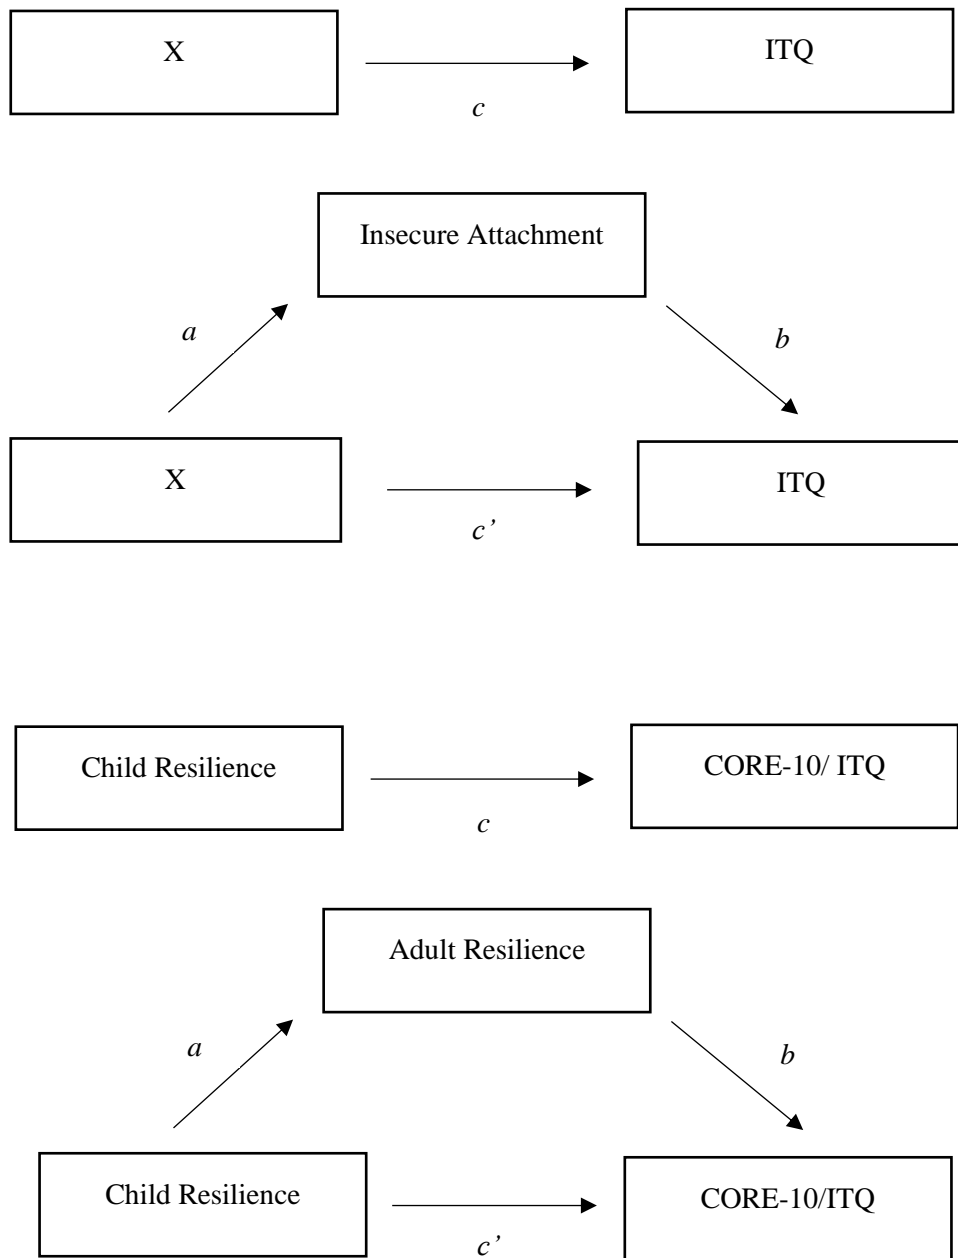 X
ITQ
c
Insecure Attachment
a
b
X
ITQ
c’
Child Resilience
CORE-10/ ITQ
c
Adult Resilience
a
b
Child Resilience
CORE-10/ITQ
c’